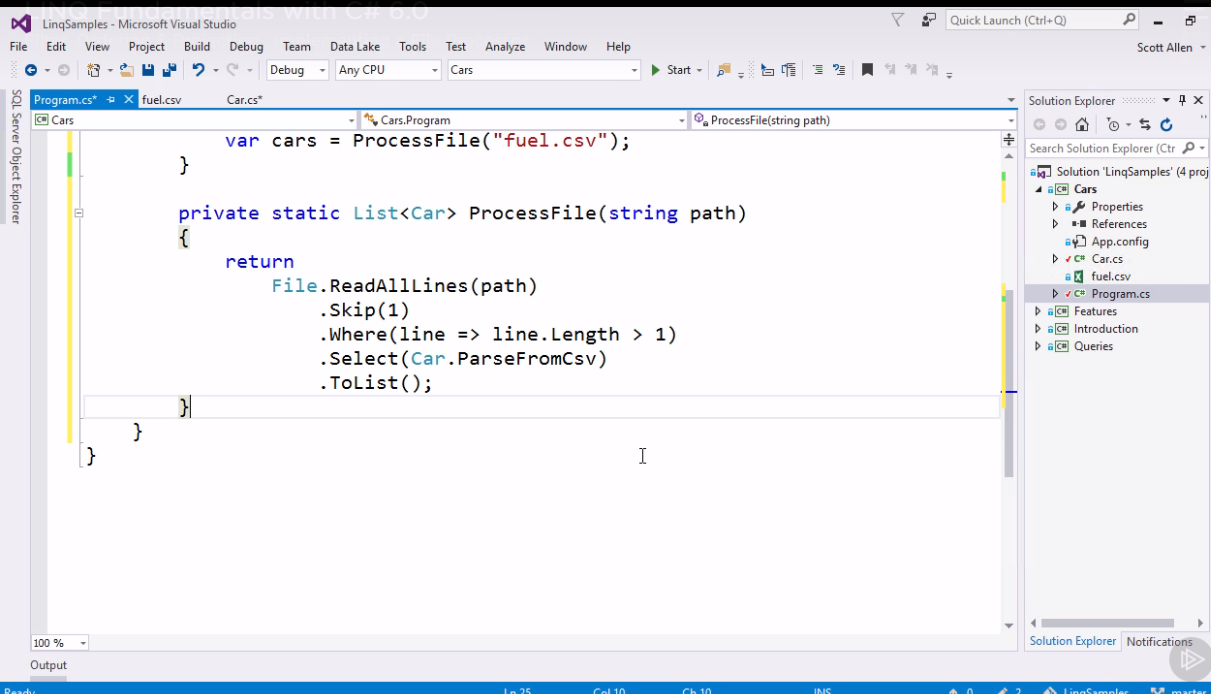 LINQ Fundamentals with C# 6.0
LinqSamples - Microsoft Visual Studio
Quick Launch (Ctrl+Q)
File Edit View Project Build Debug Team Data Lake Tools Test Analyze Window Help
Scott Allen
Debug Any CPU Cars Start
SQL Server Object Explorer
Program.cs* fuel.csv Car.cs*
Cars Cars.Program ProcessFile(string path)
var cars = ProcessFile("fuel.csv");
}
private static List<Car> ProcessFile(string path)
{
return
File.ReadAllLines(path)
.Skip(1)
.Where(line => line.Length > 1)
.Select(Car.ParseFromCsv)
.ToList();
}
}
}
Solution Explorer
Search Solution Explorer (Ctr
Solution 'LinqSamples' (4 proj
Cars
Properties
References
App.config
Car.cs
fuel.csv
Program.cs
Features
Introduction
Queries
100 %
Solution Explorer Notifications
Output
Ready Ln 25 Col 10 Ch 10 INS 0 2 LinqSamples master